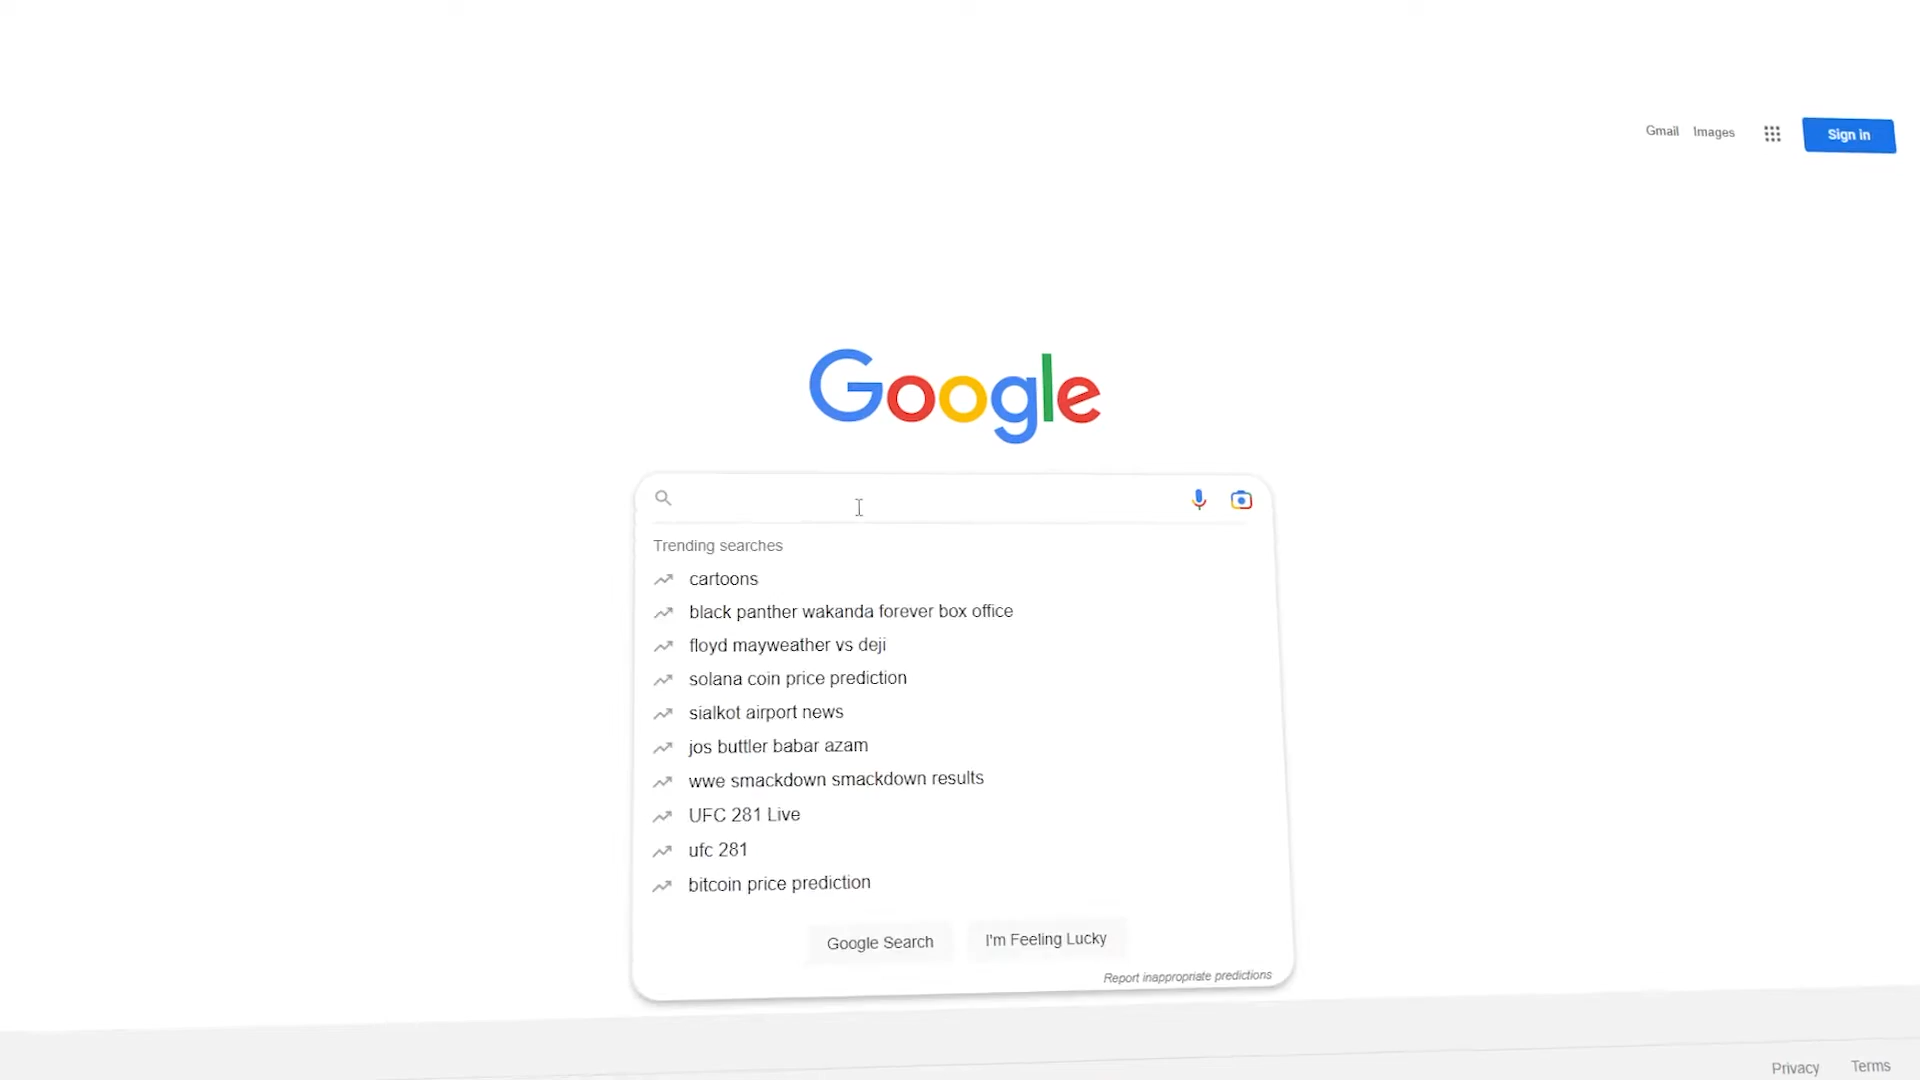 Gmail Images Sign in
Google
Trending searches
cartoons
black panther wakanda forever box office
floyd mayweather vs deji
solana coin price prediction
sialkot airport news
jos buttler babar azam
wwe smackdown smackdown results
UFC 281 Live
ufc 281
bitcoin price prediction
Google Search I'm Feeling Lucky
Report inappropriate predictions
Privacy Terms